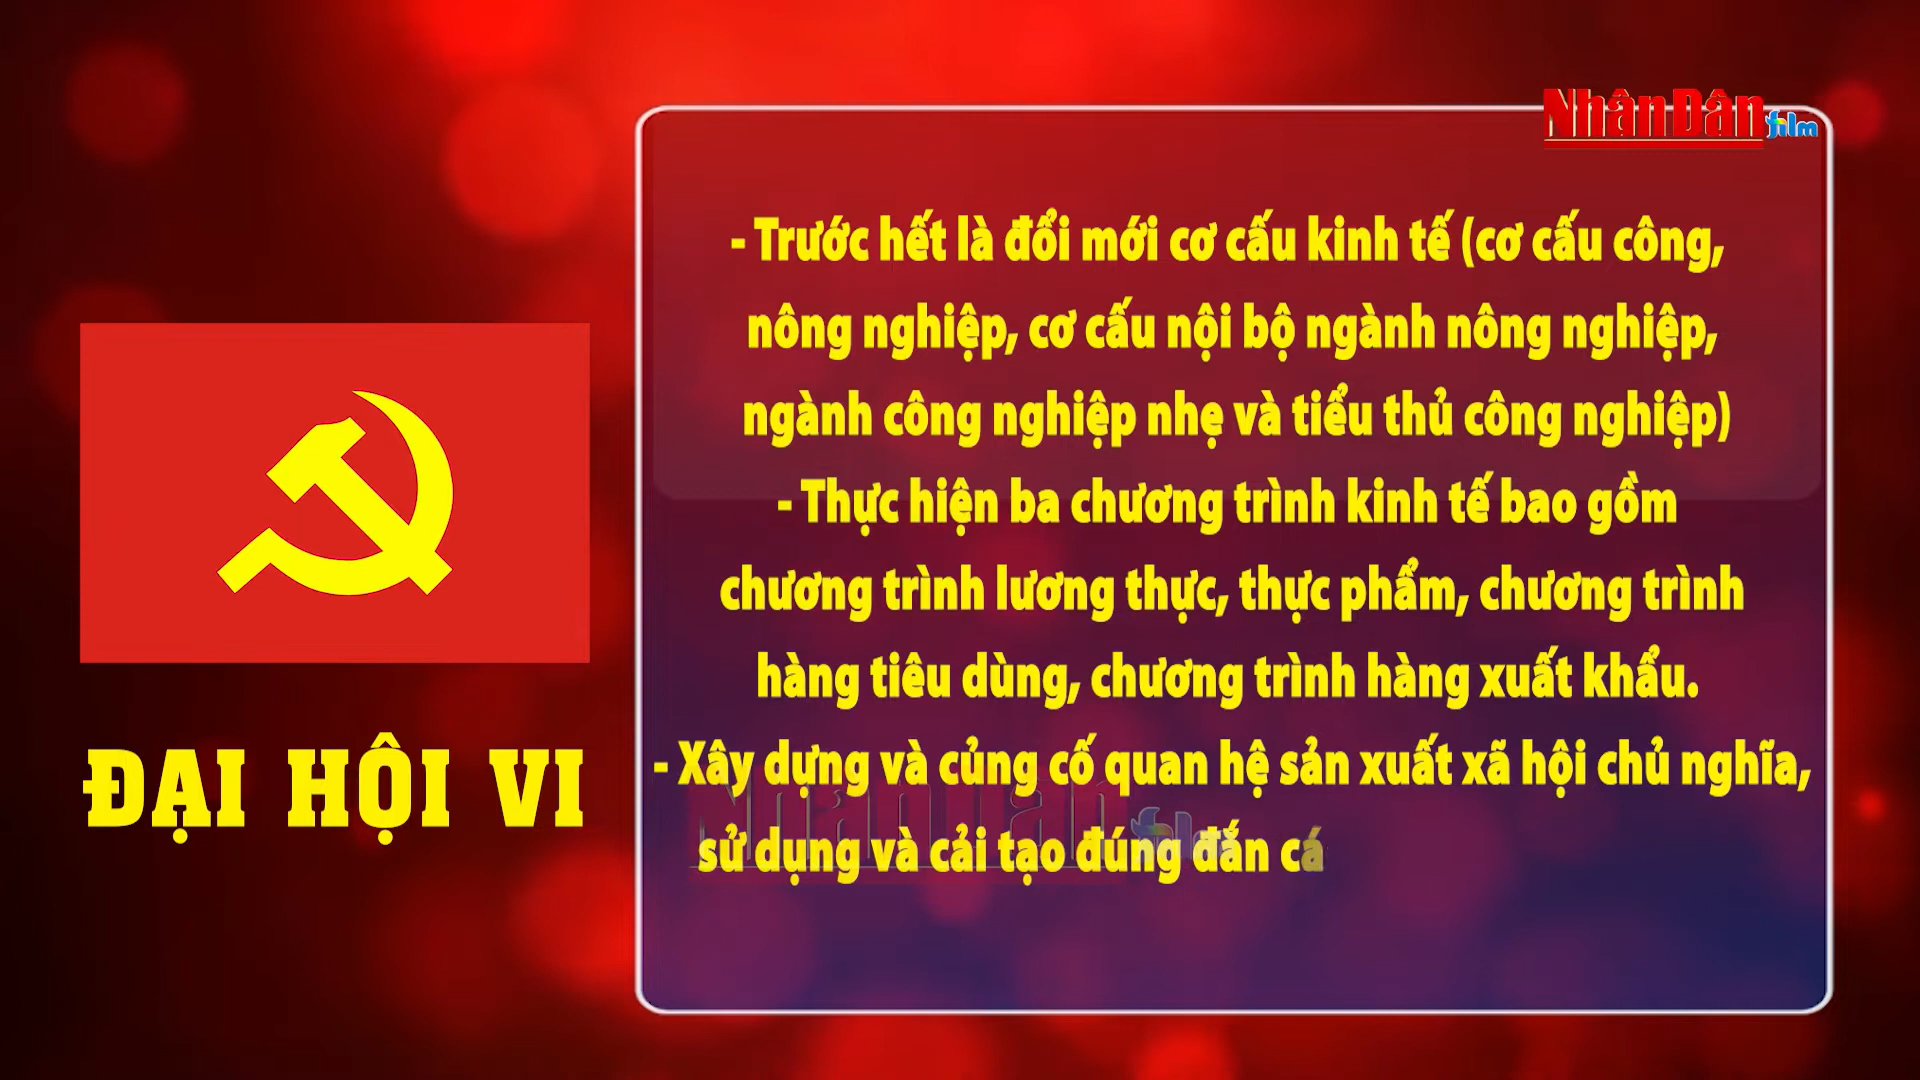 NhânDân film
- Trước hết là đổi mới cơ cấu kinh tế (cơ cấu công,
nông nghiệp, cơ cấu nội bộ ngành nông nghiệp,
ngành công nghiệp nhẹ và tiểu thủ công nghiệp)
- Thực hiện ba chương trình kinh tế bao gồm
chương trình lương thực, thực phẩm, chương trình
hàng tiêu dùng, chương trình hàng xuất khẩu.
- Xây dựng và củng cố quan hệ sản xuất xã hội chủ nghĩa,
sử dụng và cải tạo đúng đắn cá
NhânDân film
ĐẠI HỘI VI